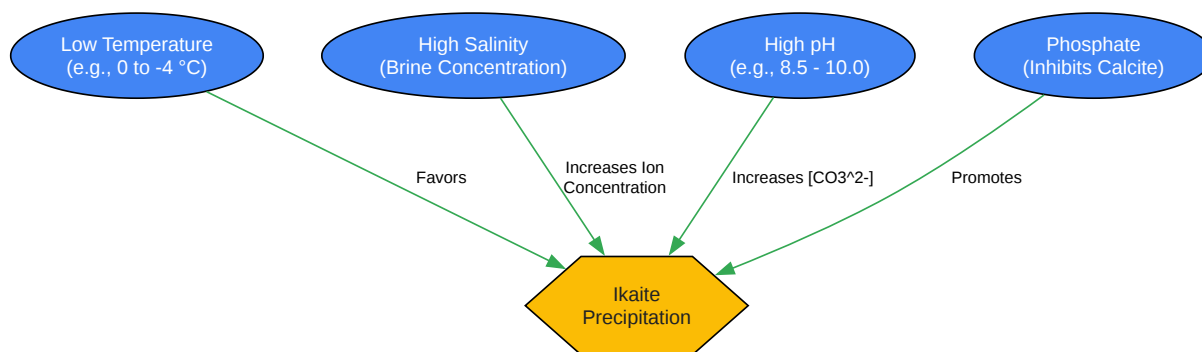 Low Temperature
(e.g., 0 to -4 °C)
High Salinity
(Brine Concentration)
High pH
(e.g., 8.5 - 10.0)
Phosphate
(Inhibits Calcite)
Favors
Increases Ion
Concentration
Increases [CO3^2-]
Promotes
Ikaite
Precipitation